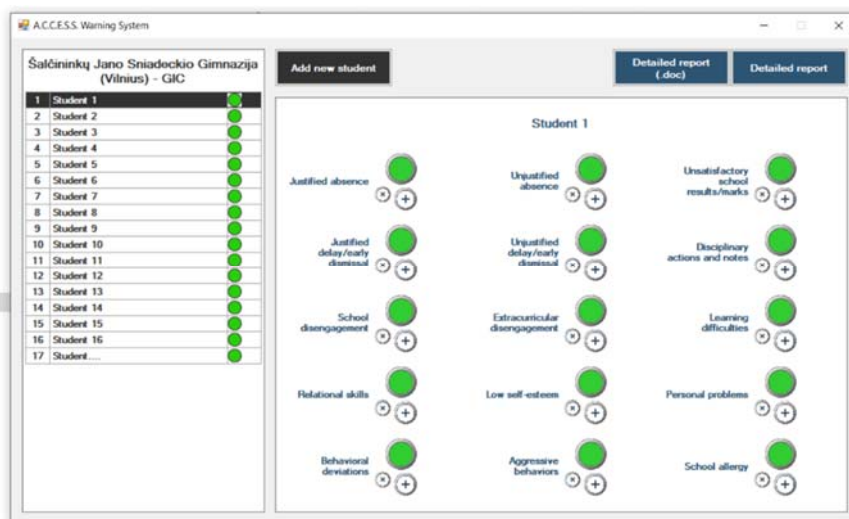 A.C.C.E.S.S. Warning System
Šalčininkų Jano Sniadeckio Gimnazija
(Vilnius) - GIC
1 Student 1
2 Student 2
3 Student 3
4 Student 4
5 Student 5
6 Student 6
7 Student 7
8 Student 8
9 Student 9
10 Student 10
11 Student 11
12 Student 12
13 Student 13
14 Student 14
15 Student 15
16 Student 16
17 Student....
Add new student
Detailed report
(.doc)
Detailed report
Student 1
Justified absence
Unjustified
absence
Unsatisfactory
school
results/marks
Justified
delay/early
dismissal
Unjustified
delay/early
dismissal
Disciplinary
actions and notes
School
disengagement
Extracurricular
disengagement
Learning
difficulties
Relational skills
Low self-esteem
Personal problems
Behavioral
deviations
Aggressive
behaviors
School allergy